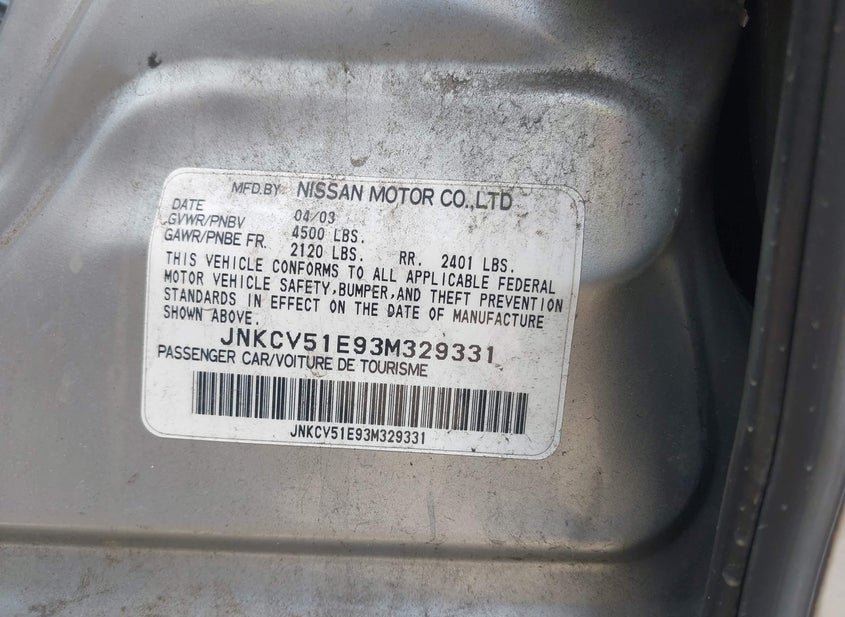 MFD.BY NISSAN MOTOR CO.,LTD
DATE 04/03
GVWR/PNBV 4500 LBS.
GAWR/PNBE FR. 2120 LBS. RR. 2401 LBS.
THIS VEHICLE CONFORMS TO ALL APPLICABLE FEDERAL
MOTOR VEHICLE SAFETY,BUMPER,AND THEFT PREVENTION
STANDARDS IN EFFECT ON THE DATE OF MANUFACTURE
SHOWN ABOVE.
JNKCV51E93M329331
PASSENGER CAR/VOITURE DE TOURISME
JNKCV51E93M329331